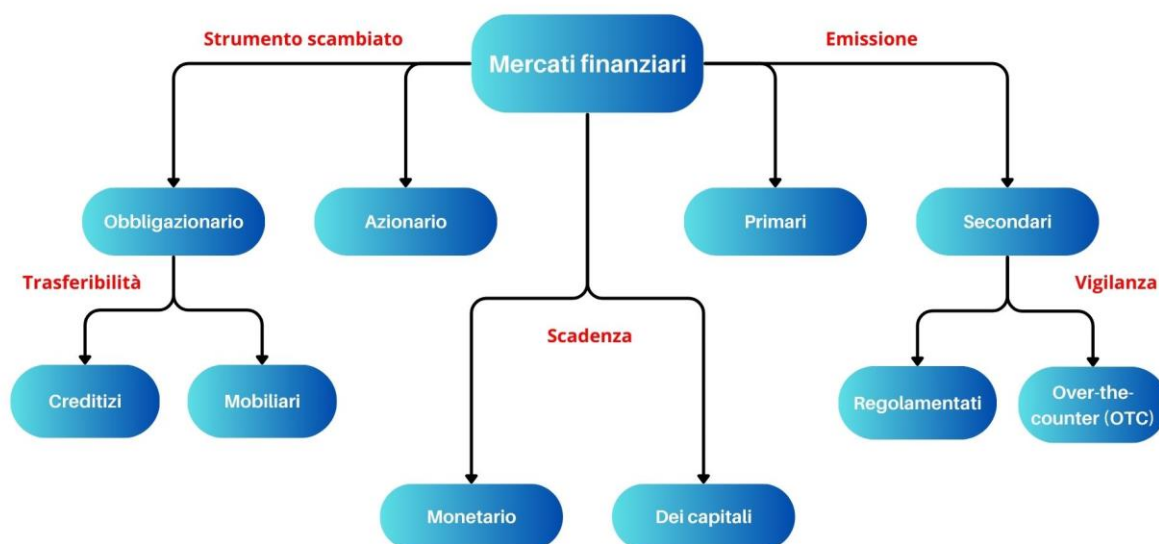 Strumento scambiato
Mercati finanziari
Emissione
Obbligazionario
Azionario
Primari
Secondari
Trasferibilità
Vigilanza
Scadenza
Creditizi
Mobiliari
Regolamentati
Over-the-
counter (OTC)
Monetario
Dei capitali